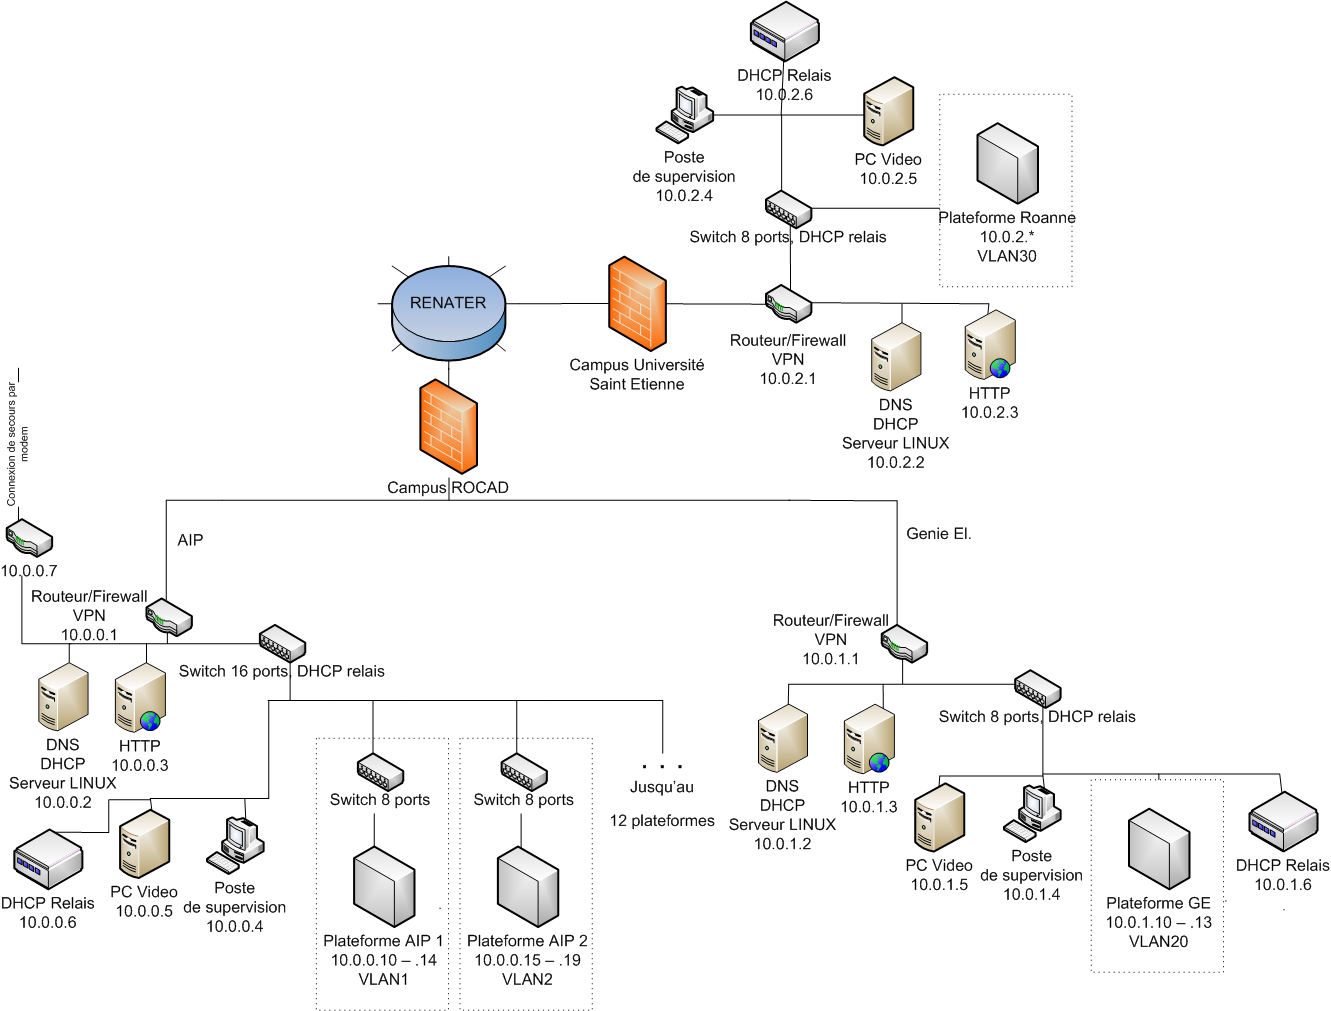 DHCP Relais
10.0.2.6
Poste
de supervision
10.0.2.4
PC Video
10.0.2.5
Plateforme Roanne
10.0.2.*
VLAN30
Switch 8 ports, DHCP relais
RENATER
Campus Université
Saint Etienne
Routeur/Firewall
VPN
10.0.2.1
DNS
DHCP
Serveur LINUX
10.0.2.2
HTTP
10.0.2.3
Campus ROCAD
Connexion de secours par
modem
10.0.0.7
AIP
Genie El.
Routeur/Firewall
VPN
10.0.0.1
Switch 16 ports, DHCP relais
DNS
DHCP
Serveur LINUX
10.0.0.2
HTTP
10.0.0.3
DHCP Relais
10.0.0.6
PC Video
10.0.0.5
Poste
de supervision
10.0.0.4
Switch 8 ports
Plateforme AIP 1
10.0.0.10 – .14
VLAN1
Switch 8 ports
Plateforme AIP 2
10.0.0.15 – .19
VLAN2
. . .
Jusqu'au
12 plateformes
Routeur/Firewall
VPN
10.0.1.1
Switch 8 ports, DHCP relais
DNS
DHCP
Serveur LINUX
10.0.1.2
HTTP
10.0.1.3
PC Video
10.0.1.5
Poste
de supervision
10.0.1.4
Plateforme GE
10.0.1.10 – .13
VLAN20
DHCP Relais
10.0.1.6